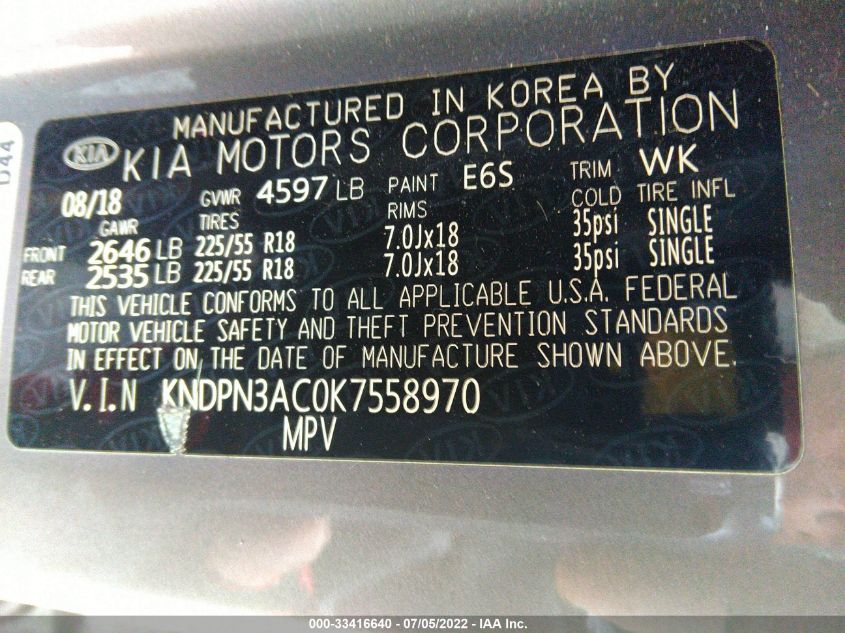 D44
MANUFACTURED IN KOREA BY
KIA KIA MOTORS CORPORATION
08/18 GVWR 4597 LB PAINT E6S TRIM WK
GAWR TIRES RIMS COLD TIRE INFL
FRONT 2646 LB 225/55 R18 7.0Jx18 35psi SINGLE
REAR 2535 LB 225/55 R18 7.0Jx18 35psi SINGLE
THIS VEHICLE CONFORMS TO ALL APPLICABLE U.S.A. FEDERAL
MOTOR VEHICLE SAFETY AND THEFT PREVENTION STANDARDS
IN EFFECT ON THE DATE OF MANUFACTURE SHOWN ABOVE.
V.I.N KNDPN3AC0K7558970
MPV
000-33416640 - 07/05/2022 - IAA Inc.